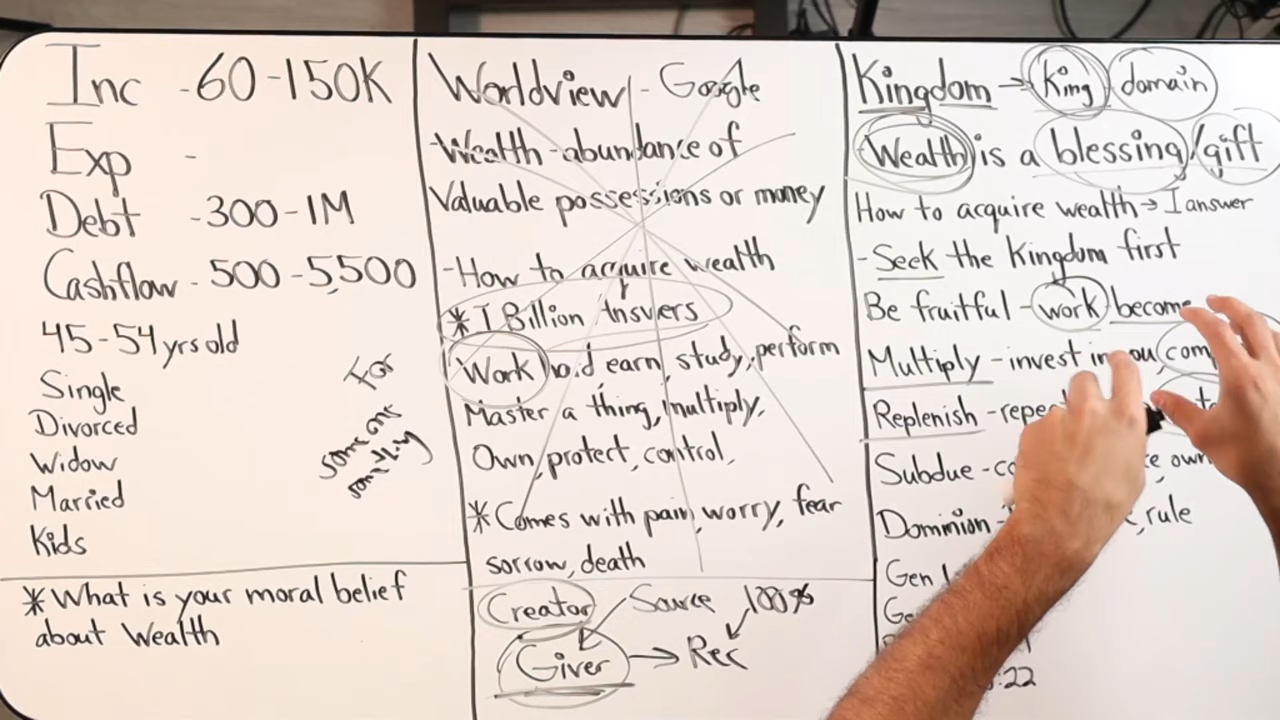 Inc - 60 - 150K
Exp -
Debt - 300 - 1M
Cashflow - 500 - 5,500
45 - 54 yrs old
Single
Divorced
Widow
Married
Kids
For
someone
* What is your moral belief
about Wealth
Worldview - Google
- Wealth - abundance of
Valuable possessions or money
- How to acquire wealth
* 1 Billion
Work earn, study, perform
Master a thing, multiply,
Own, protect, control,
* Comes with pain, worry, fear
sorrow, death
Creator Source 100%
Giver → Rec
Kingdom → King domain
Wealth is a blessing / gift
How to acquire wealth → 1 answer
- Seek the Kingdom first
Be fruitful - work become
Multiply - invest in you
Replenish -
Subdue - own
Dominion - , rule
Gen
:22